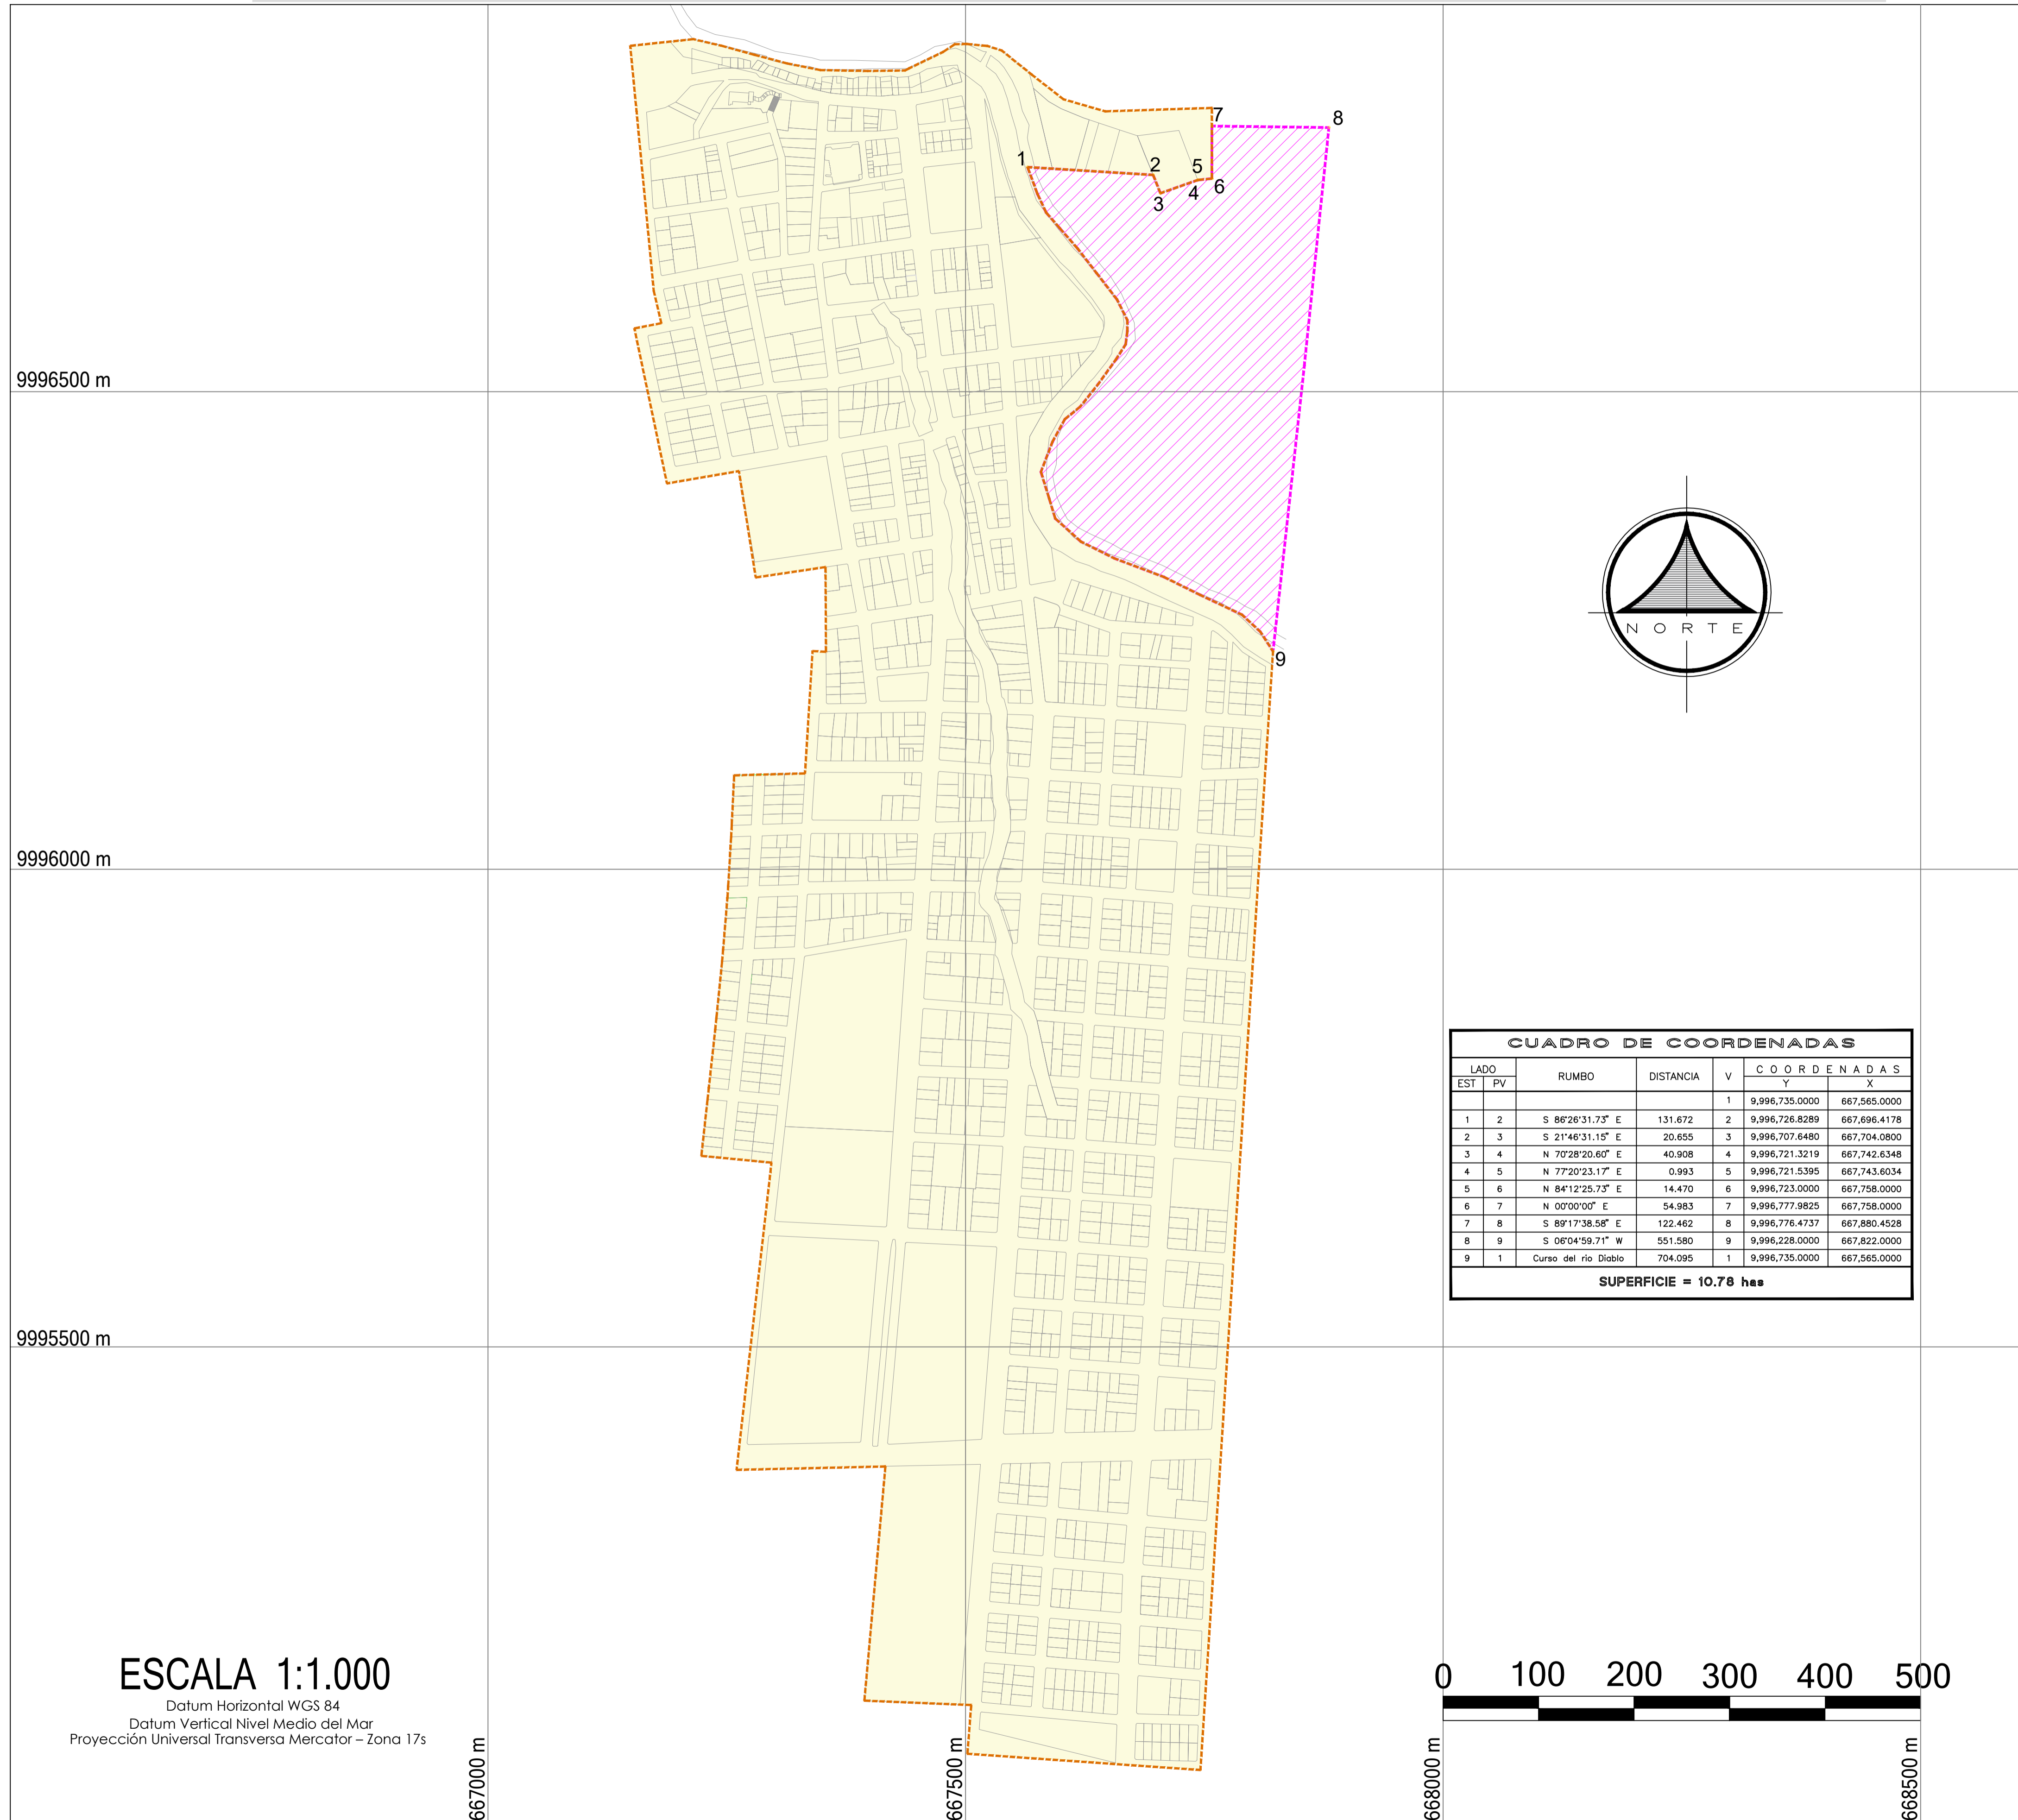 7
8
1
2
5
3
4
6
9996500 m
NORTE
9
9996000 m
CUADRO DE COORDENADAS
LADO RUMBO DISTANCIA V COORDENADAS
EST PV Y X
1 9,996,735.0000 667,565.0000
1 2 S 86°26'31.73" E 131.672 2 9,996,726.8289 667,696.4178
2 3 S 21°46'31.15" E 20.655 3 9,996,707.6480 667,704.0800
3 4 N 70°28'20.60" E 40.908 4 9,996,721.3219 667,742.6348
4 5 N 77°20'23.17" E 0.993 5 9,996,721.5395 667,743.6034
5 6 N 84°12'25.73" E 14.470 6 9,996,723.0000 667,758.0000
6 7 N 00°00'00" E 54.983 7 9,996,777.9825 667,758.0000
7 8 S 89°17'38.58" E 122.462 8 9,996,776.4737 667,880.4528
8 9 S 06°04'59.71" W 551.580 9 9,996,228.0000 667,822.0000
9 1 Curso del rio Diablo 704.095 1 9,996,735.0000 667,565.0000
SUPERFICIE = 10.78 has
9995500 m
ESCALA 1:1.000
Datum Horizontal WGS 84
Datum Vertical Nivel Medio del Mar
Proyección Universal Transversa Mercator – Zona 17s
0 100 200 300 400 500
667000 m
667500 m
668000 m
668500 m